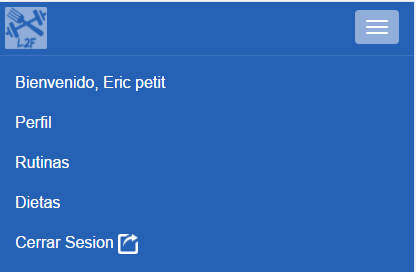 L2F
Bienvenido, Eric petit
Perfil
Rutinas
Dietas
Cerrar Sesion